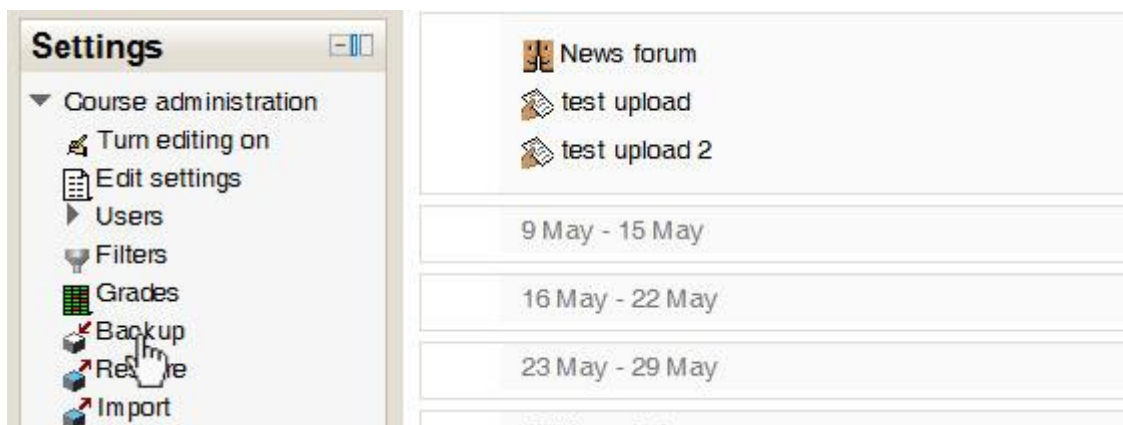 Settings
Course administration
Turn editing on
Edit settings
Users
Filters
Grades
Backup
Import
News forum
test upload
test upload 2
9 May - 15 May
16 May - 22 May
23 May - 29 May